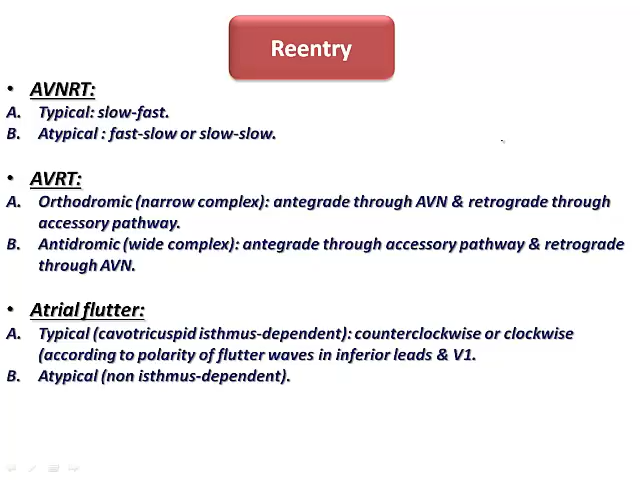 Reentry
• AVNRT:
A. Typical: slow-fast.
B. Atypical : fast-slow or slow-slow.
• AVRT:
A. Orthodromic (narrow complex): antegrade through AVN & retrograde through
accessory pathway.
B. Antidromic (wide complex): antegrade through accessory pathway & retrograde
through AVN.
• Atrial flutter:
A. Typical (cavotricuspid isthmus-dependent): counterclockwise or clockwise
(according to polarity of flutter waves in inferior leads & V1.
B. Atypical (non isthmus-dependent).